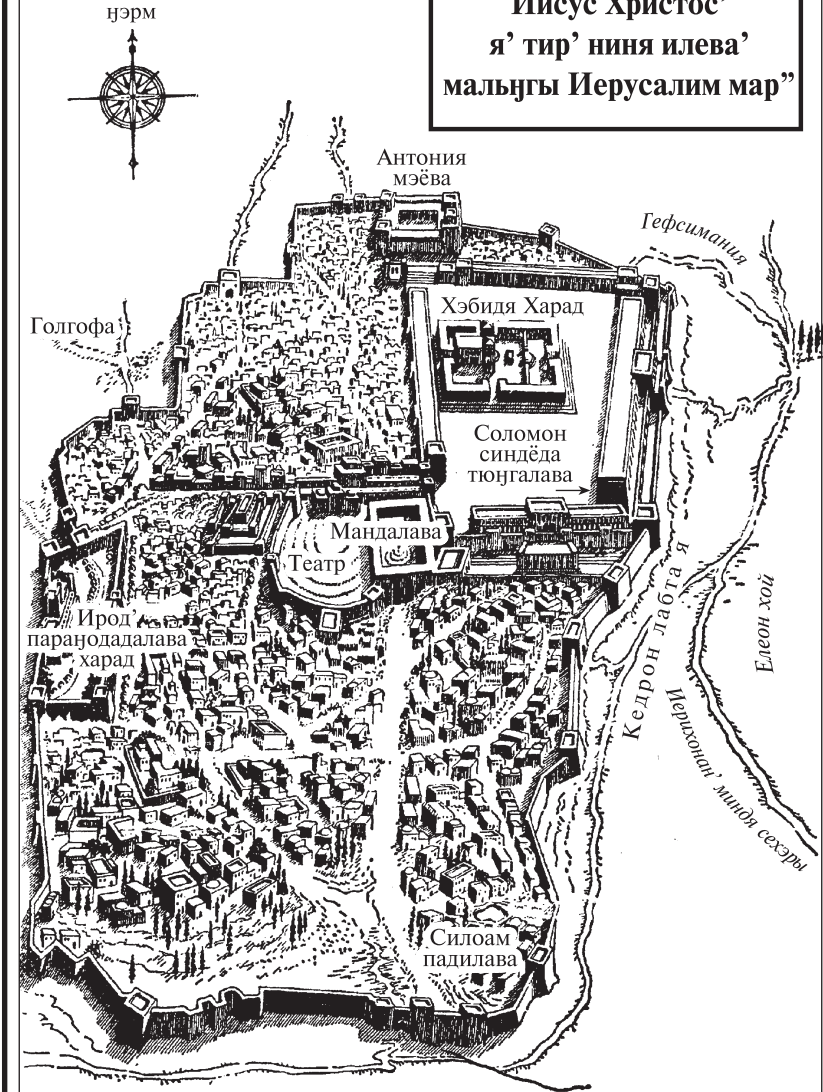 Иисус Христос’
я’ тир’ ниня илева’
мальӈгы Иерусалим мар”
ӈэрм
Антония
мэёва
Гефсимания
Голгофа
Хэбидя Харад
Соломон
синдёда
тюӈгалава
Мандалава
Театр
Ирод’
параӈодадалава
харад
Кедрон лабта я
Елеон хой
Иерихонан’ миндя сехэры
Силоам
падилава